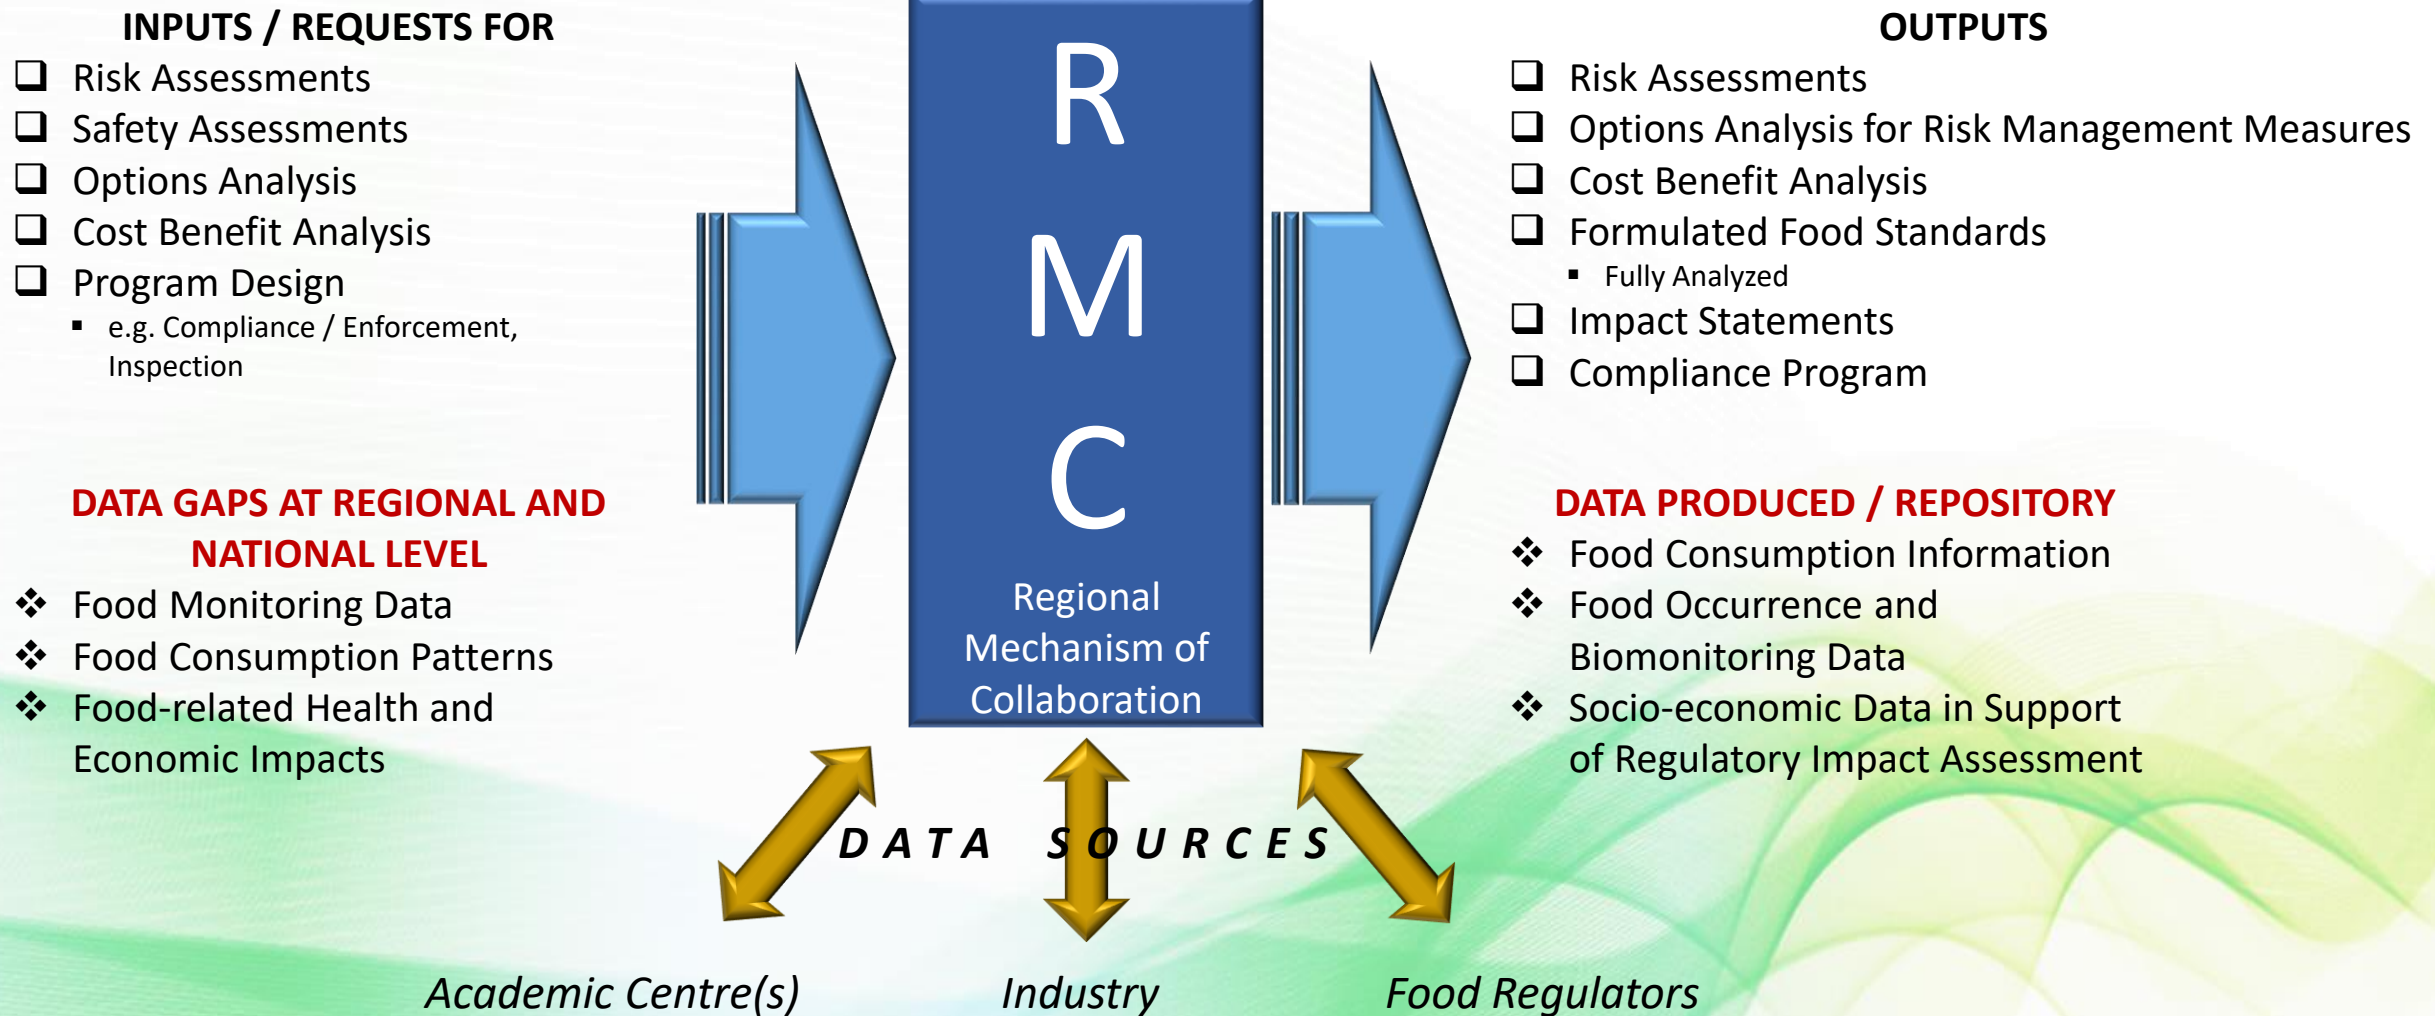 INPUTS / REQUESTS FOR
❑ Risk Assessments
❑ Safety Assessments
❑ Options Analysis
❑ Cost Benefit Analysis
❑ Program Design
▪ e.g. Compliance / Enforcement,
Inspection
DATA GAPS AT REGIONAL AND
NATIONAL LEVEL
❖ Food Monitoring Data
❖ Food Consumption Patterns
❖ Food-related Health and
Economic Impacts
R
M
C
Regional
Mechanism of
Collaboration
OUTPUTS
❑ Risk Assessments
❑ Options Analysis for Risk Management Measures
❑ Cost Benefit Analysis
❑ Formulated Food Standards
▪ Fully Analyzed
❑ Impact Statements
❑ Compliance Program
DATA PRODUCED / REPOSITORY
❖ Food Consumption Information
❖ Food Occurrence and
Biomonitoring Data
❖ Socio-economic Data in Support
of Regulatory Impact Assessment
DATA SOURCES
Academic Centre(s)
Industry
Food Regulators